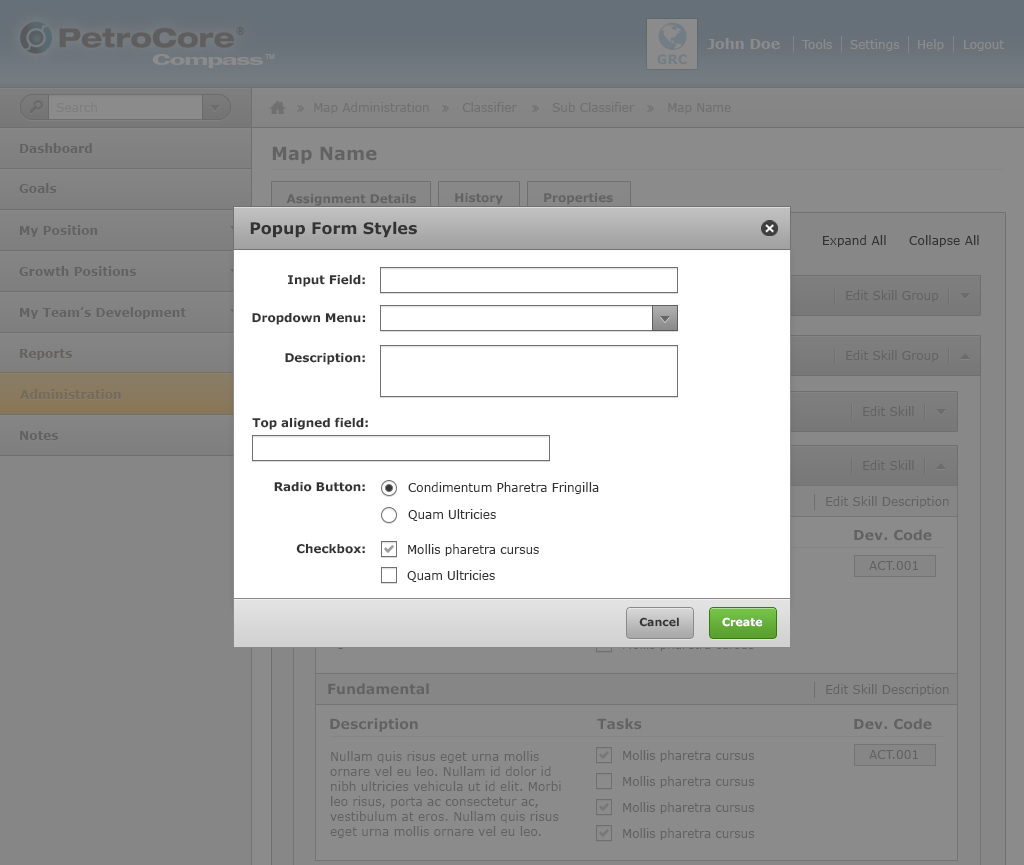 PetroCore®
Compass™
GRC
John Doe
Tools
Settings
Help
Logout
Search
» Map Administration » Classifier » Sub Classifier » Map Name
Dashboard
Goals
My Position
Growth Positions
My Team's Development
Reports
Administration
Notes
Map Name
Assignment Details
History
Properties
Expand All
Collapse All
Edit Skill Group
Edit Skill Group
Edit Skill
Edit Skill
Edit Skill Description
Dev. Code
ACT.001
Popup Form Styles
Input Field:
Dropdown Menu:
Description:
Top aligned field:
Radio Button:
Condimentum Pharetra Fringilla
Quam Ultricies
Checkbox:
Mollis pharetra cursus
Quam Ultricies
Cancel
Create
Mollis pharetra cursus
Fundamental
Edit Skill Description
Description
Tasks
Dev. Code
Nullam quis risus eget urna mollis
ornare vel eu leo. Nullam id dolor id
nibh ultricies vehicula ut id elit. Morbi
leo risus, porta ac consectetur ac,
vestibulum at eros. Nullam quis risus
eget urna mollis ornare vel eu leo.
Mollis pharetra cursus
Mollis pharetra cursus
Mollis pharetra cursus
Mollis pharetra cursus
ACT.001